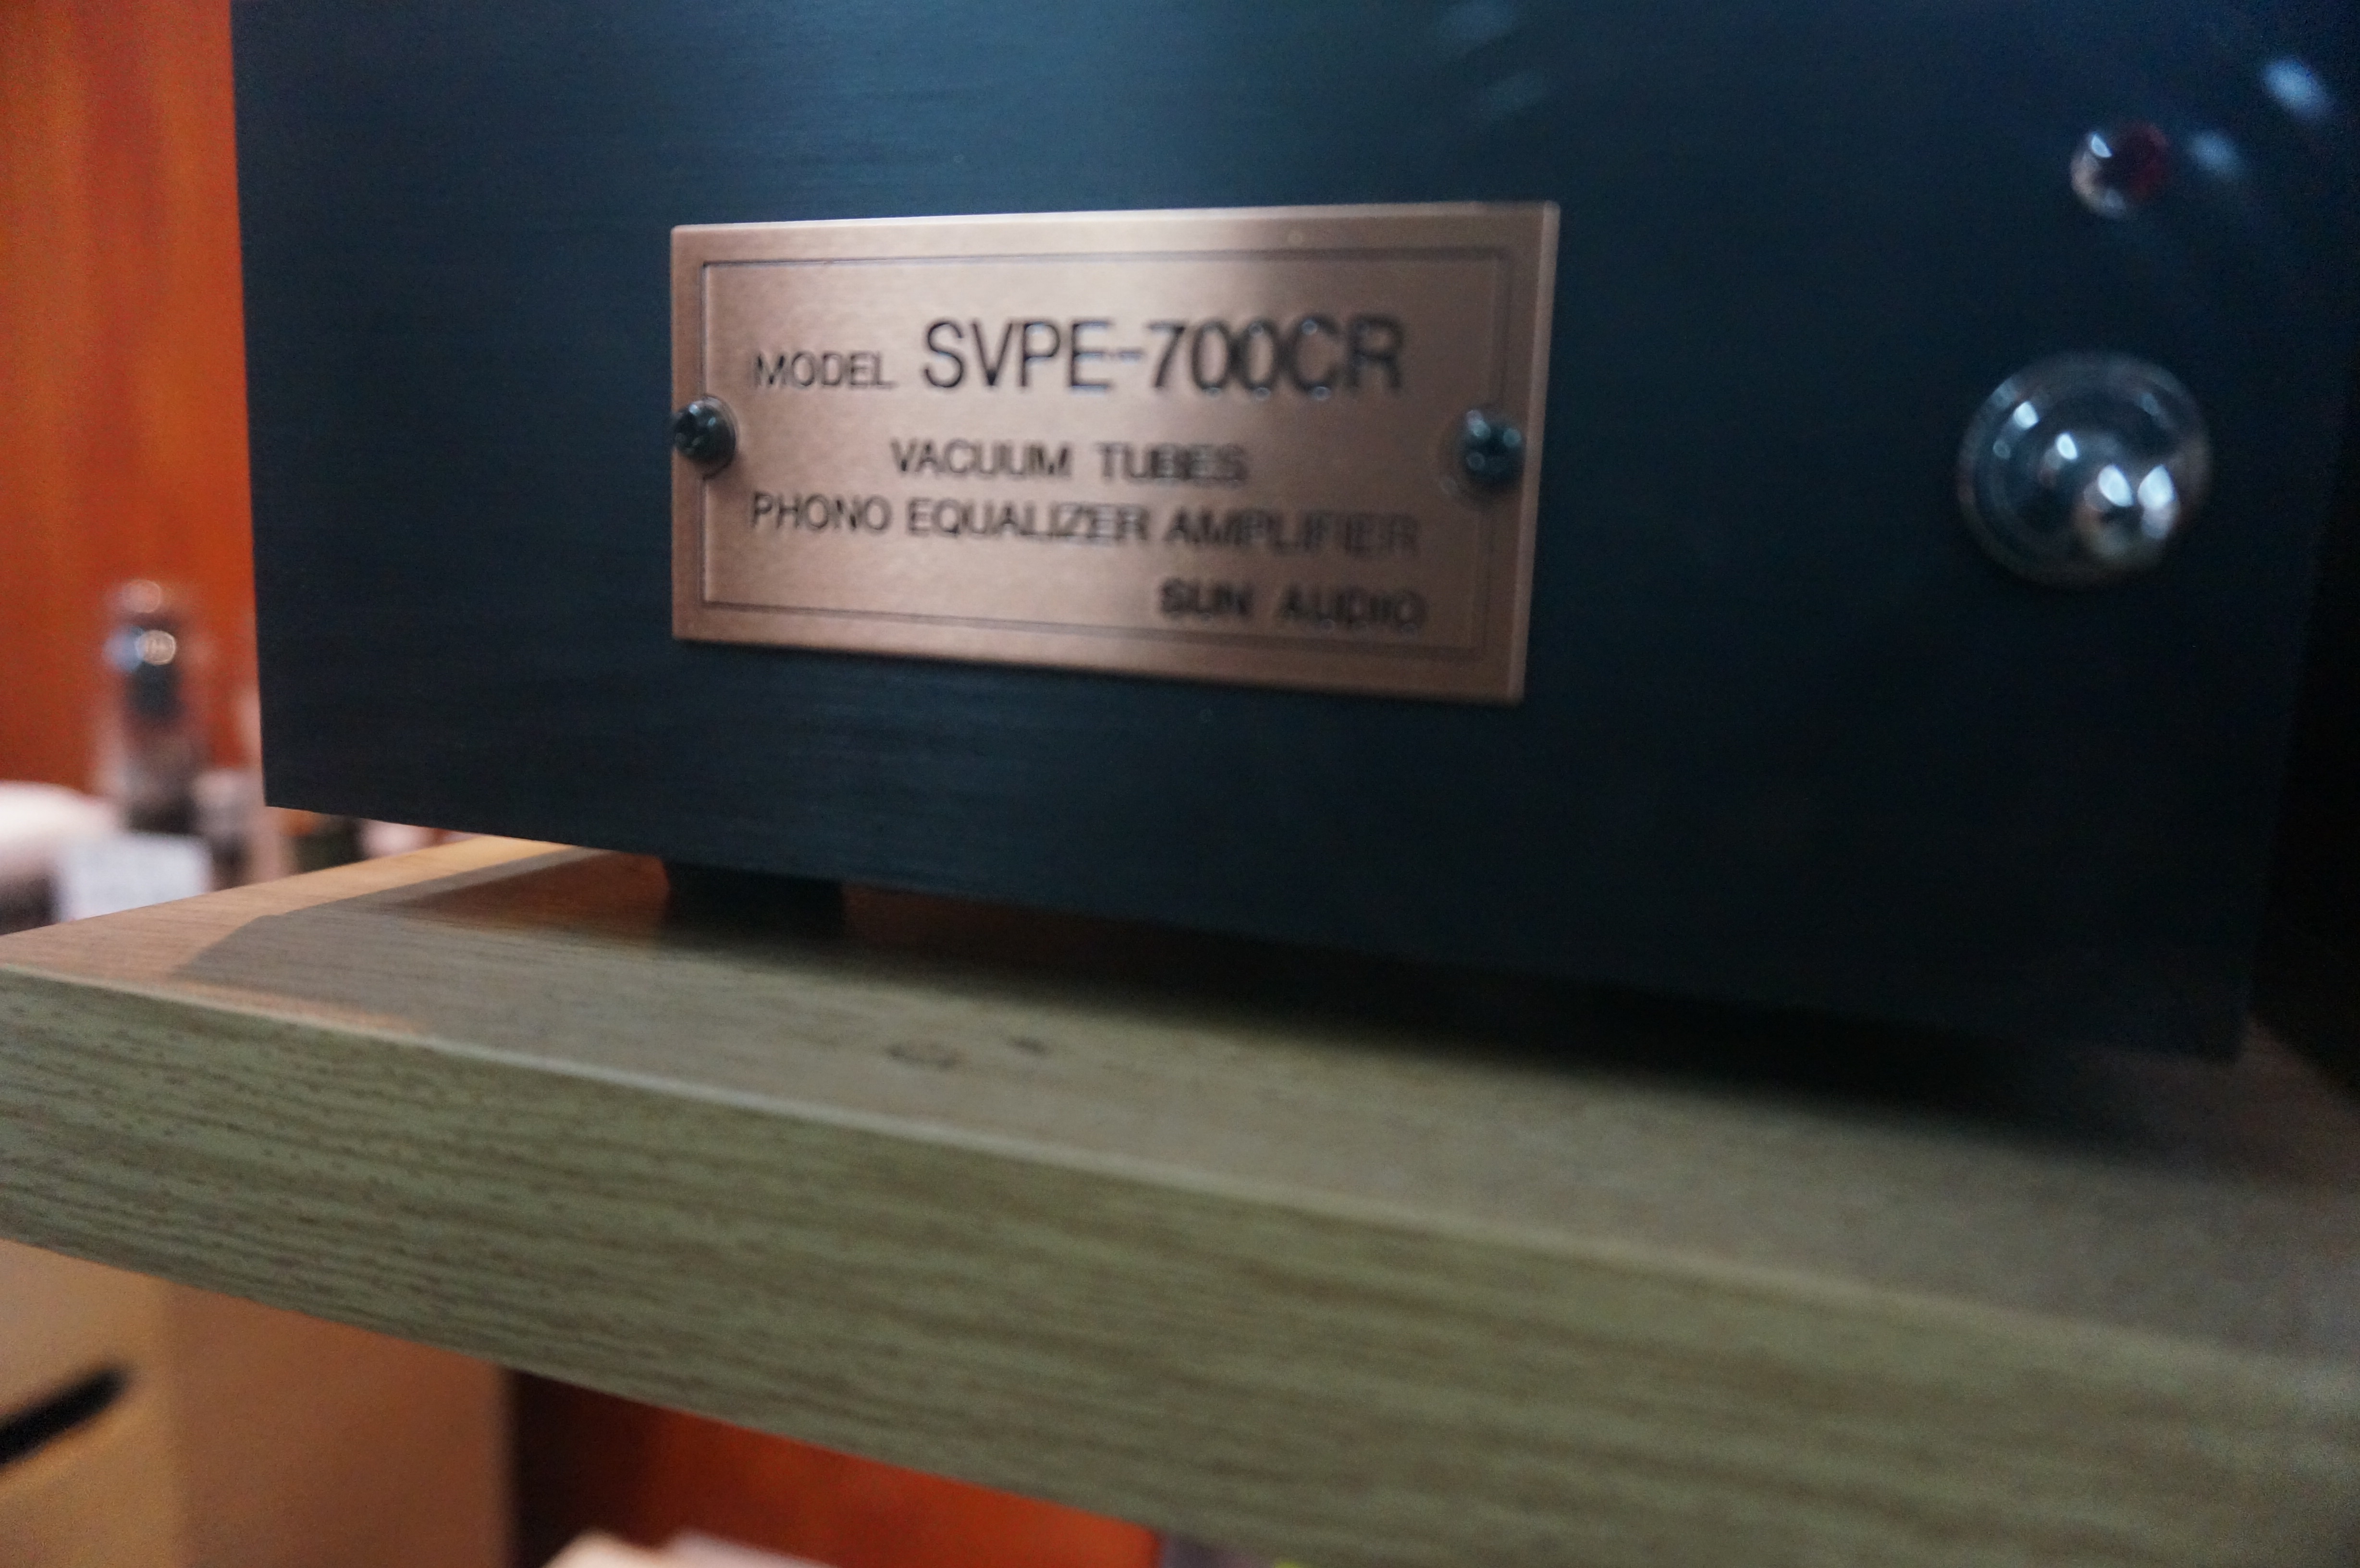 MODEL SVPE-700CR
VACUUM TUBES
PHONO EQUALIZER AMPLIFIER
SUN AUDIO